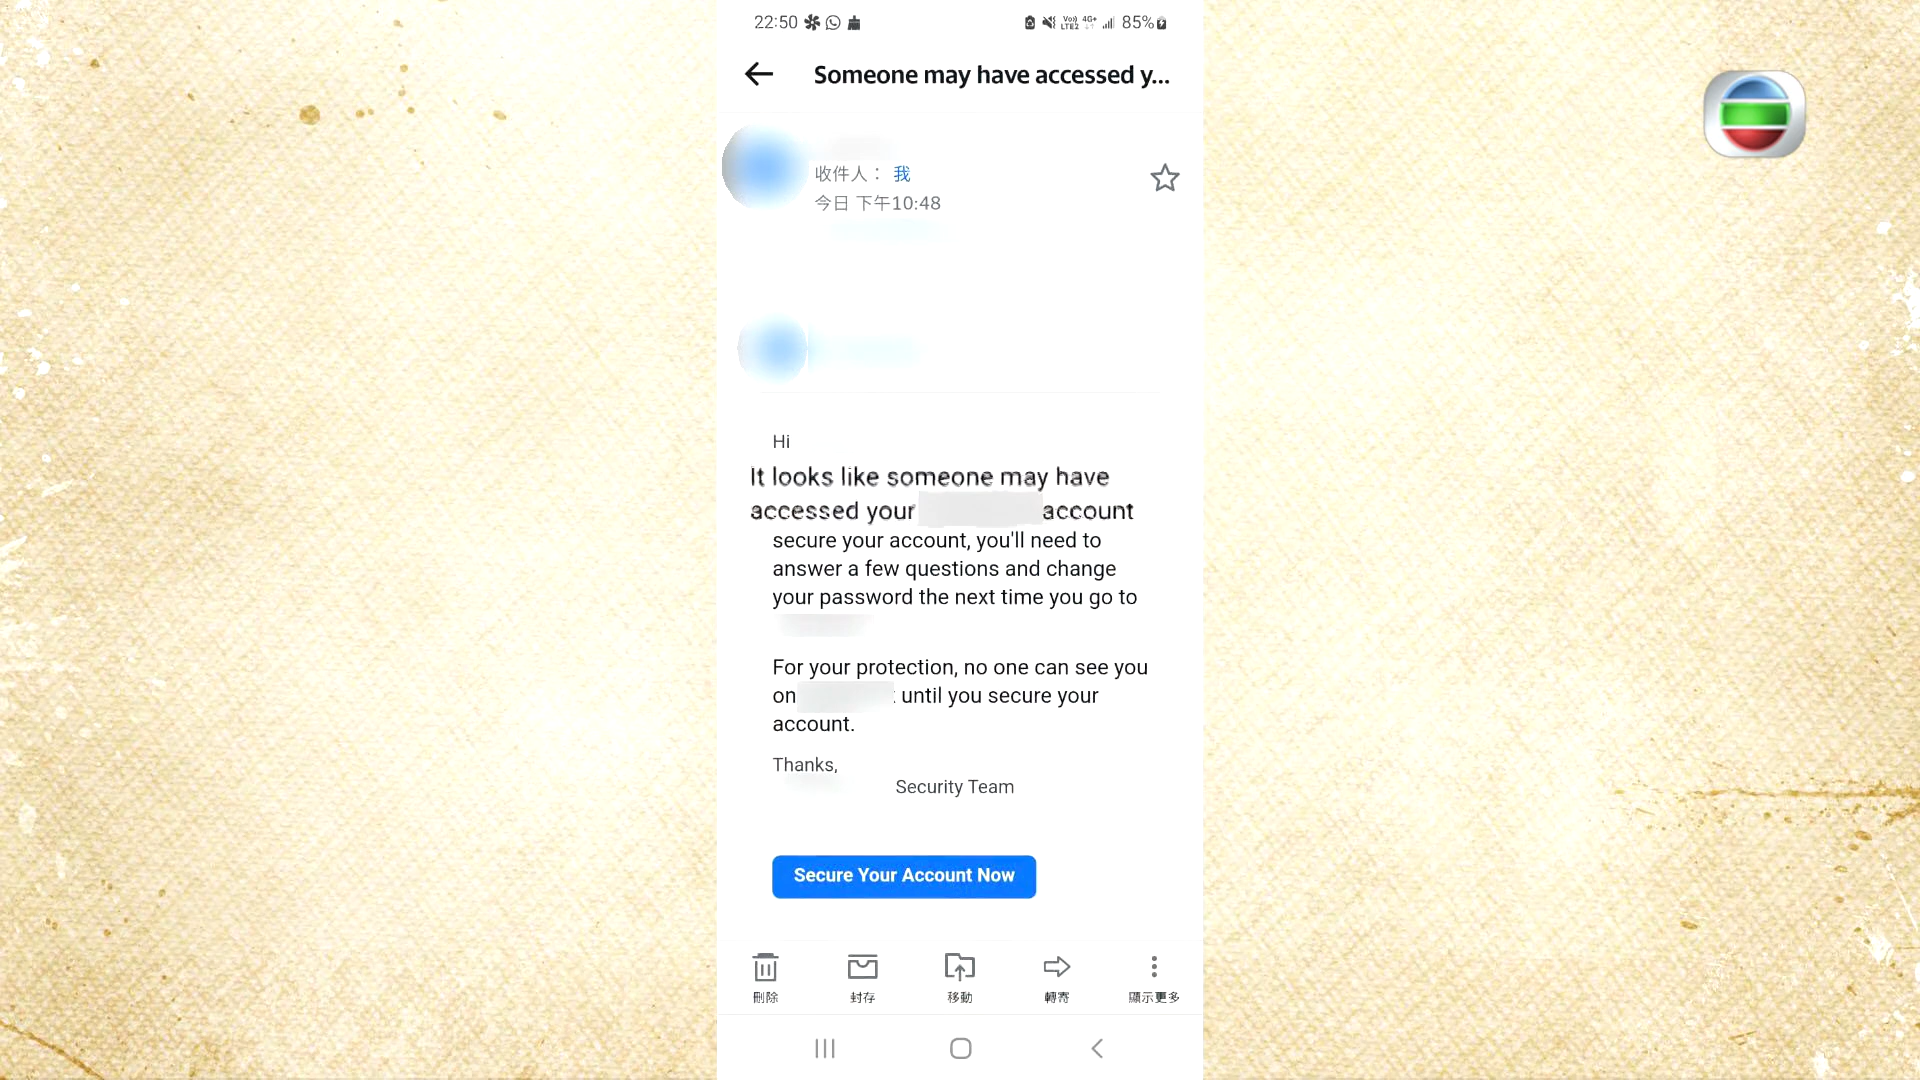 22:50
Vo)) LTE2 4G+ 85%
Someone may have accessed y...
收件人： 我
今日 下午10:48
Hi
It looks like someone may have
accessed your account
secure your account, you'll need to
answer a few questions and change
your password the next time you go to
For your protection, no one can see you
on until you secure your
account.
Thanks,
Security Team
Secure Your Account Now
刪除 封存 移動 轉寄 顯示更多